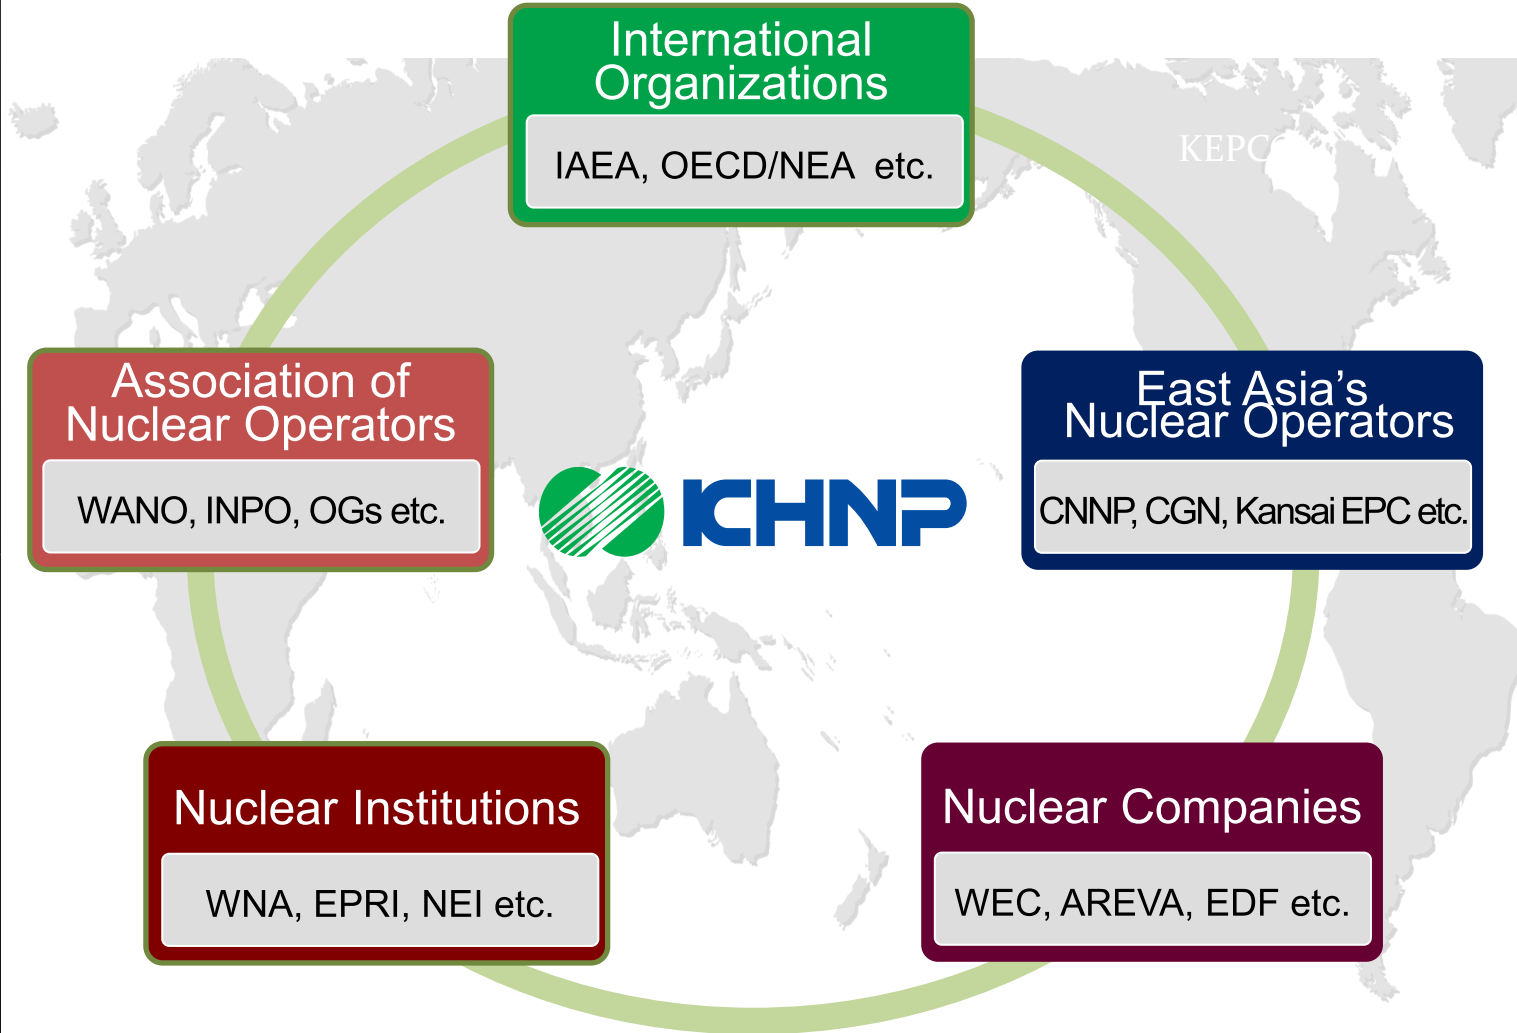 International
Organizations
IAEA, OECD/NEA etc.
KEPC
Association of
Nuclear Operators
WANO, INPO, OGs etc.
East Asia’s
Nuclear Operators
CNNP, CGN, Kansai EPC etc.
KHNP
Nuclear Institutions
WNA, EPRI, NEI etc.
Nuclear Companies
WEC, AREVA, EDF etc.